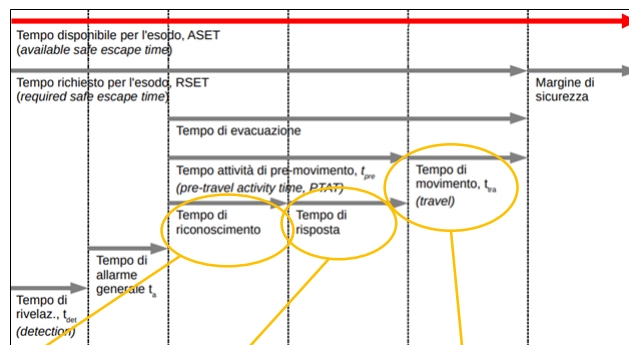 Tempo disponibile per l'esodo, ASET
(available safe escape time)
Tempo richiesto per l'esodo, RSET
(required safe escape time)
Margine di
sicurezza
Tempo di evacuazione
Tempo attività di pre-movimento, tpre
(pre-travel activity time, PTAT)
Tempo di
movimento, ttra
(travel)
Tempo di
riconoscimento
Tempo di
risposta
Tempo di
allarme
generale ta
Tempo di
rivelaz., tdet
(detection)